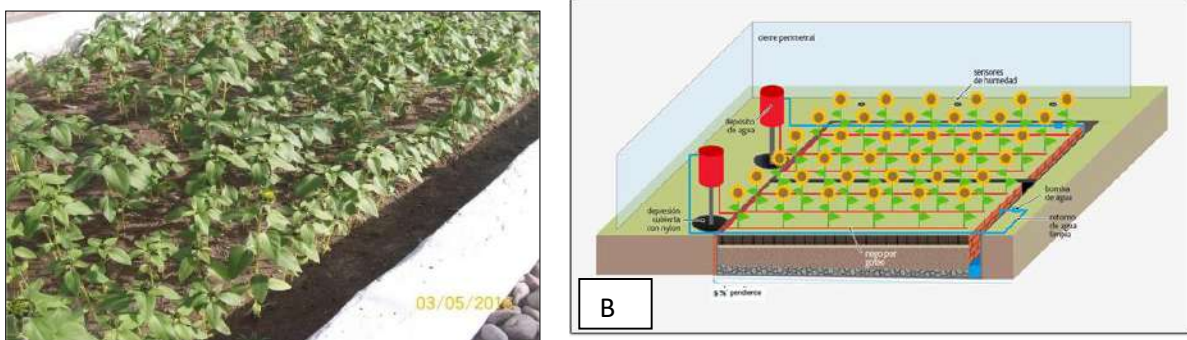 03/05/201
cierre perimetral
sensores
de humedad
depósito
de agua
bomba
de agua
depresión
cubierta
con nylon
retorno
de agua
limpia
riego por
goteo
5 % pendiente
B